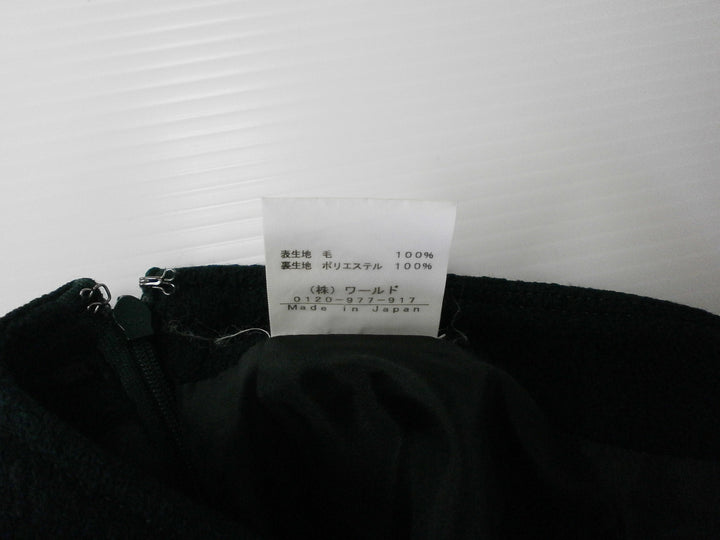 表生地 毛 100%
裏生地 ポリエステル 100%
(株)ワールド
0120-977-917
Made in Japan